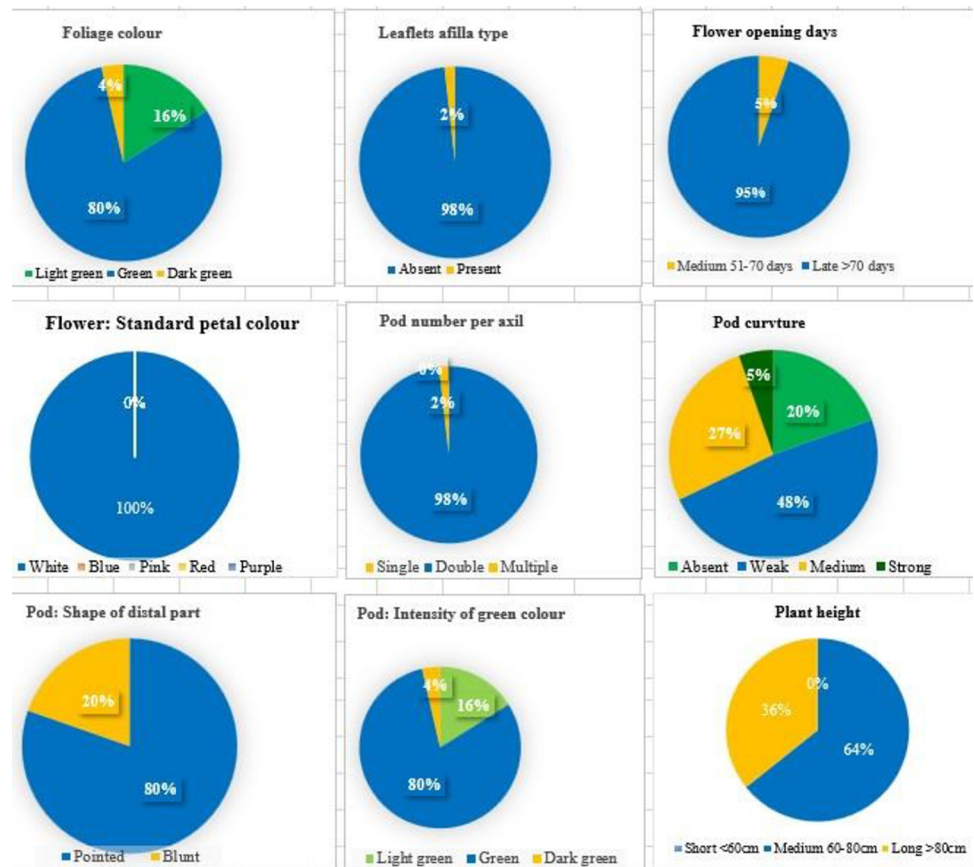 Foliage colour
4%
16%
80%
Light green Green Dark green
Leaflets afilla type
2%
98%
Absent Present
Flower opening days
5%
95%
Medium 51-70 days Late >70 days
Flower: Standard petal colour
0%
100%
White Blue Pink Red Purple
Pod number per axil
0%
2%
98%
Single Double Multiple
Pod curvture
5%
20%
27%
48%
Absent Weak Medium Strong
Pod: Shape of distal part
20%
80%
Pointed Blunt
Pod: Intensity of green colour
4%
16%
80%
Light green Green Dark green
Plant height
0%
36%
64%
Short <60cm Medium 60-80cm Long >80cm